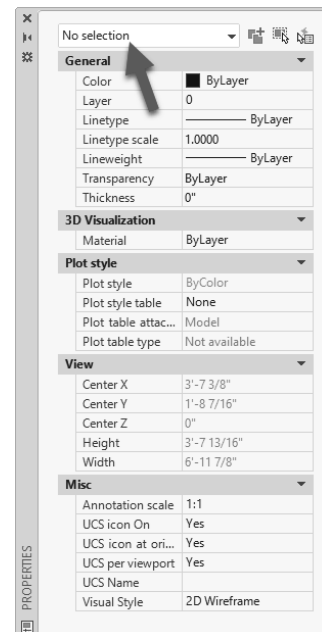 No selection
General
Color ByLayer
Layer 0
Linetype ByLayer
Linetype scale 1.0000
Lineweight ByLayer
Transparency ByLayer
Thickness 0"
3D Visualization
Material ByLayer
Plot style
Plot style ByColor
Plot style table None
Plot table attac... Model
Plot table type Not available
View
Center X 3'-7 3/8"
Center Y 1'-8 7/16"
Center Z 0"
Height 3'-7 13/16"
Width 6'-11 7/8"
Misc
Annotation scale 1:1
UCS icon On Yes
UCS icon at ori... Yes
UCS per viewport Yes
UCS Name
Visual Style 2D Wireframe
PROPERTIES